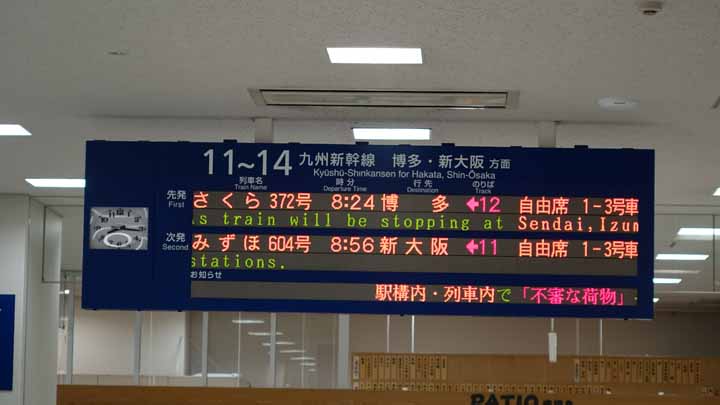 11~14 九州新幹線 博多・新大阪 方面
Kyūshū-Shinkansen for Hakata, Shin-Ōsaka
列車名 時分 行先 のりば
Train Name Departure Time Destination Track
先発 さくら 372号 8:24 博多 ←12 自由席 1-3号車
First
is train will be stopping at Sendai,Izum
次発 みずほ 604号 8:56 新大阪 ←11 自由席 1-3号車
Second
stations.
お知らせ
駅構内・列車内で「不審な荷物」
PATIO